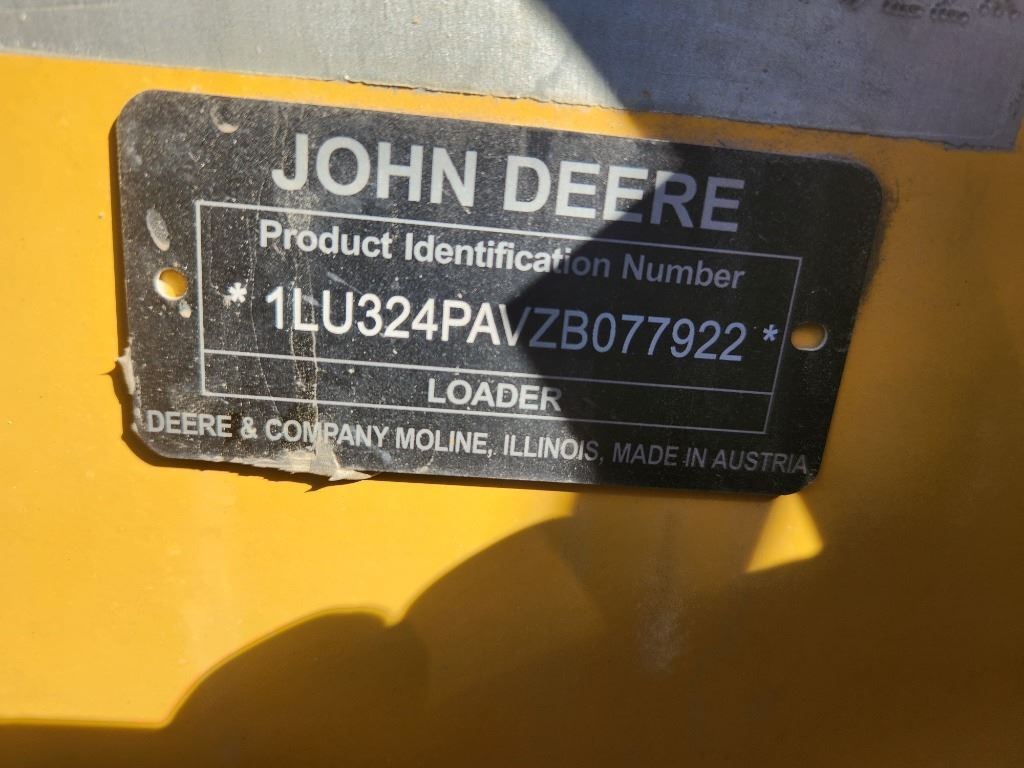 JOHN DEERE
Product Identification Number
* 1LU324PAVZB077922 *
LOADER
DEERE & COMPANY MOLINE, ILLINOIS, MADE IN AUSTRIA